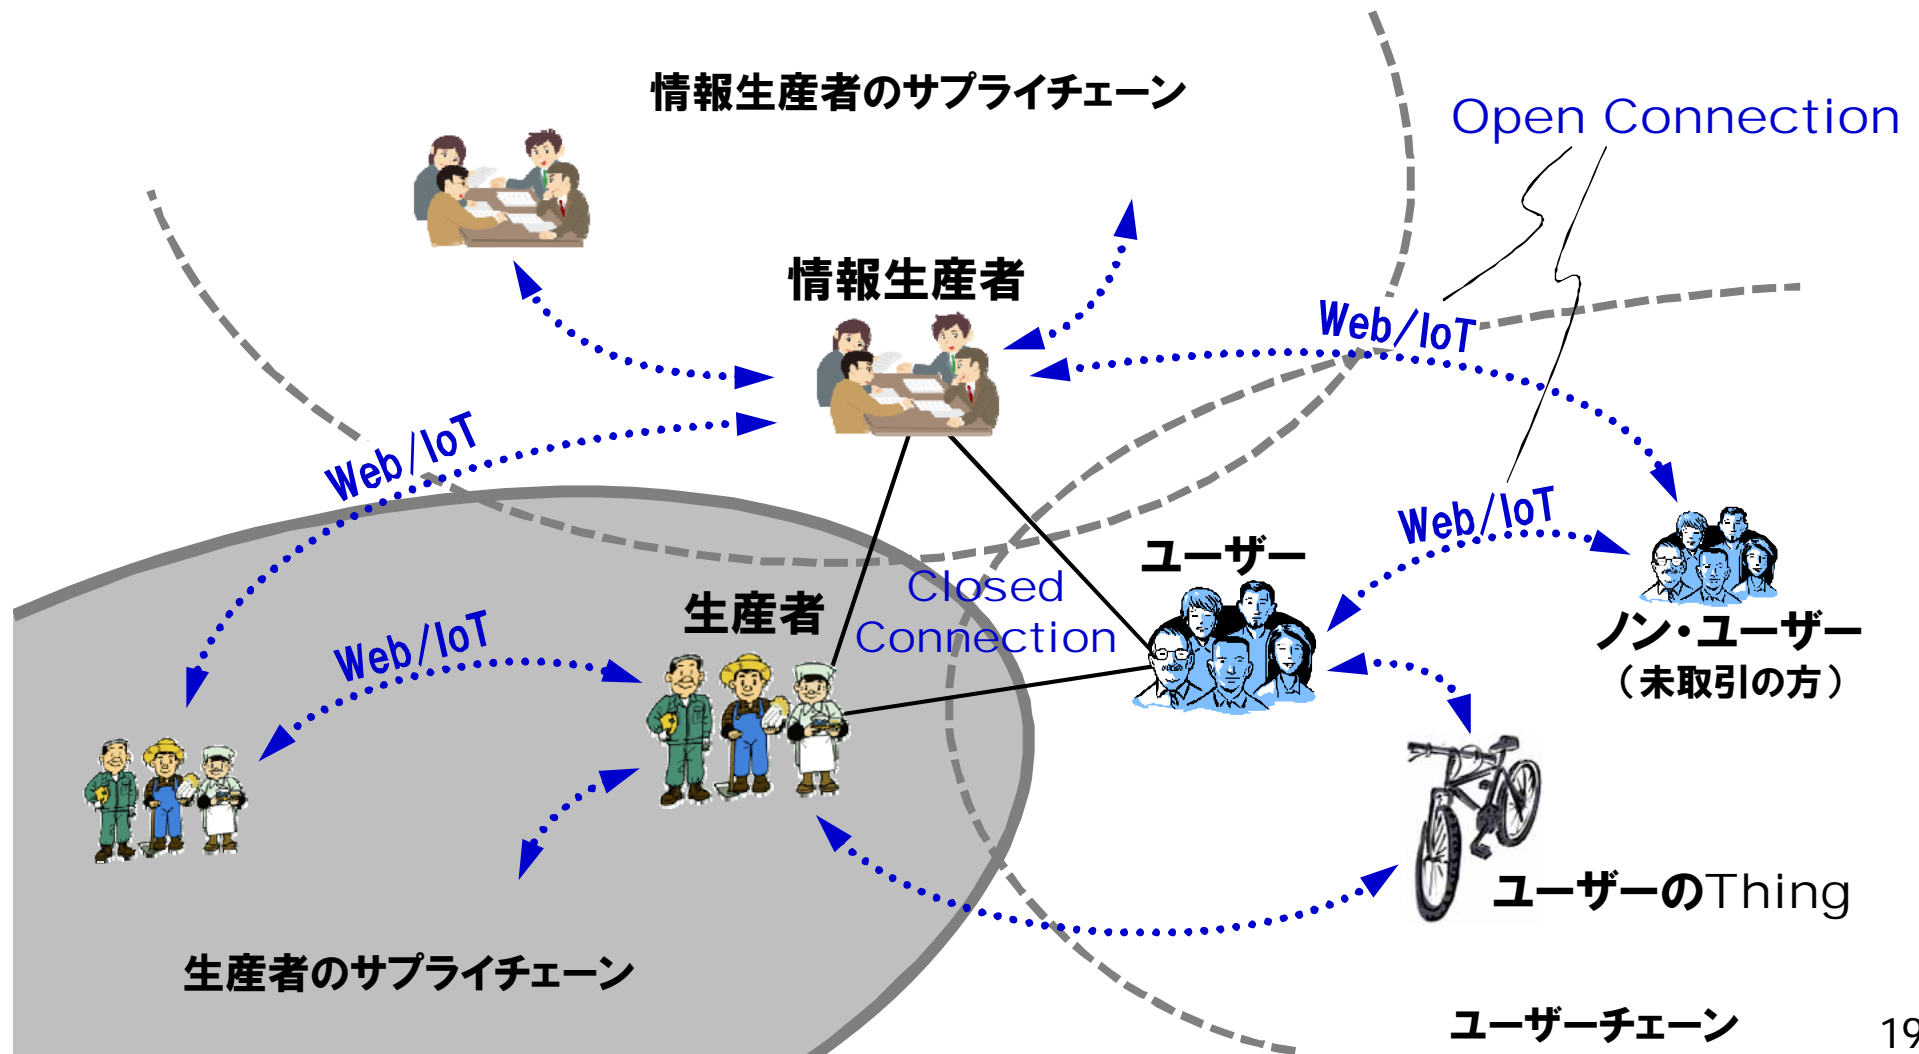 情報生産者のサプライチェーン
Open Connection
情報生産者
Web/IoT
Web/IoT
Web/IoT
ユーザー
Closed
Connection
生産者
Web/IoT
ノン・ユーザー
（未取引の方）
ユーザーのThing
生産者のサプライチェーン
ユーザーチェーン
19